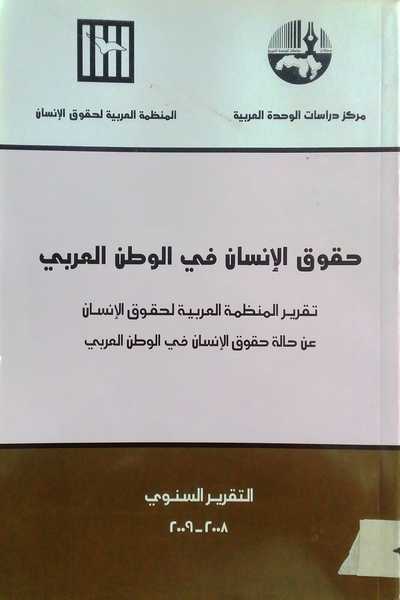 مركز دراسات الوحدة العربية
المنظمة العربية لحقوق الإنسان
حقوق الإنسان في الوطن العربي
تقرير المنظمة العربية لحقوق الإنسان
عن حالة حقوق الإنسان في الوطن العربي
التقرير السنوي
٢٠٠٨-٢٠٠٩